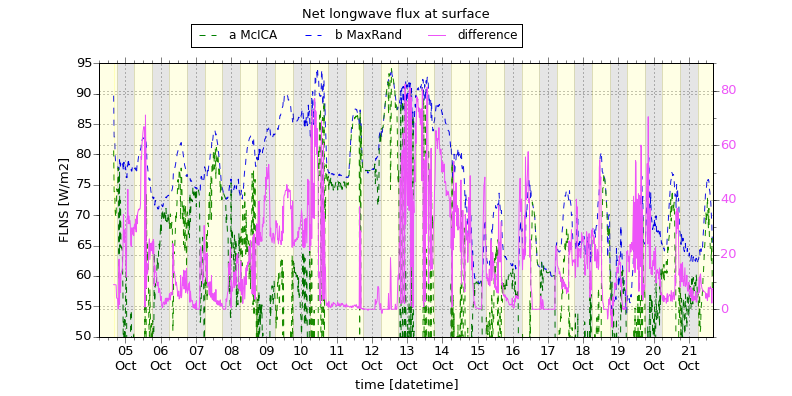 Net longwave flux at surface
a McICA b MaxRand difference
FLNS [W/m2]
95
90
85
80
75
70
65
60
55
50
80
60
40
20
0
05 06 07 08 09 10 11 12 13 14 15 16 17 18 19 20 21
Oct Oct Oct Oct Oct Oct Oct Oct Oct Oct Oct Oct Oct Oct Oct Oct Oct
time [datetime]